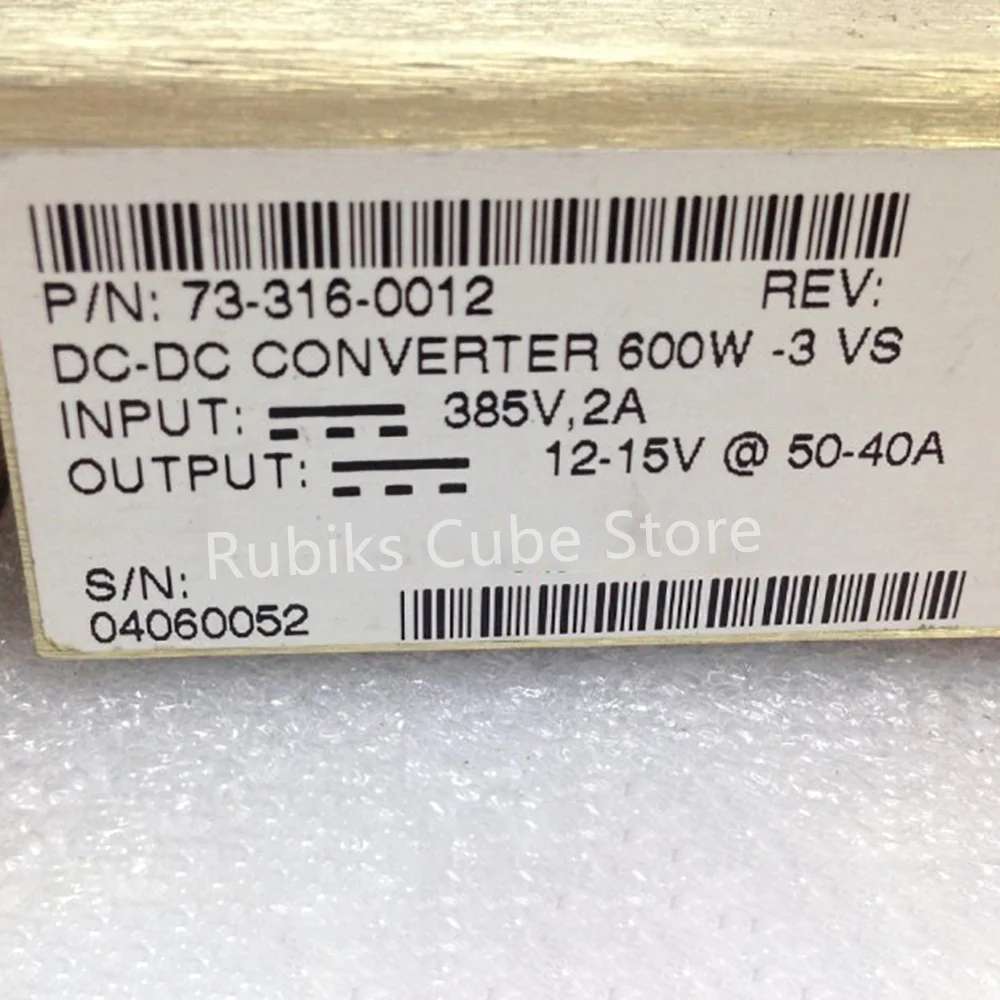 P/N: 73-316-0012 REV:
DC-DC CONVERTER 600W -3 VS
INPUT: 385V,2A
OUTPUT: 12-15V @ 50-40A
Rubiks Cube Store
S/N:
04060052